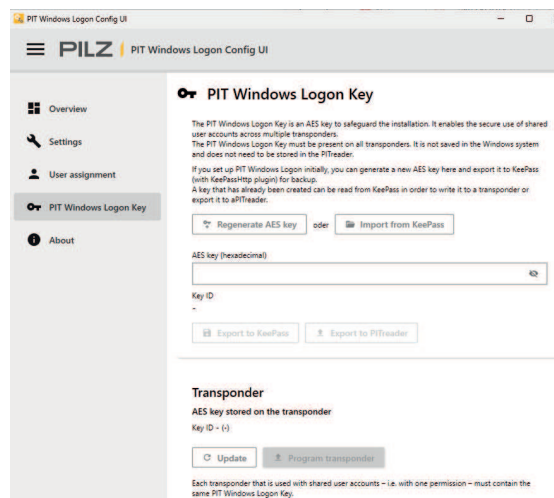 PIT Windows Logon Config UI
PILZ PIT Windows Logon Config UI
Overview
Settings
User assignment
PIT Windows Logon Key
About
PIT Windows Logon Key
The PIT Windows Logon Key is an AES key to safeguard the installation. It enables the secure use of shared
user accounts across multiple transponders.
The PIT Windows Logon Key must be present on all transponders. It is not saved in the Windows system
and does not need to be stored in the PITreader.
If you set up PIT Windows Logon initially, you can generate a new AES key here and export it to KeePass
(with KeePassHttp plugin) for backup.
A key that has already been created can be read from KeePass in order to write it to a transponder or
export it to aPITreader.
Regenerate AES key oder Import from KeePass
AES key (hexadecimal)
Key ID
-
Export to KeePass Export to PITreader
Transponder
AES key stored on the transponder
Key ID - (-)
Update Program transponder
Each transponder that is used with shared user accounts – i.e. with one permission – must contain the
same PIT Windows Logon Key.